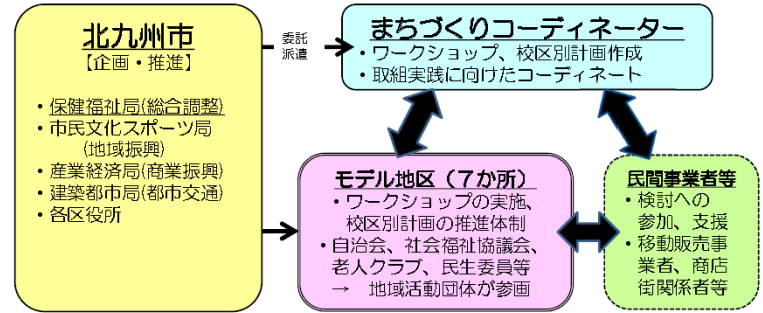 北九州市
【企画・推進】
・保健福祉局(総合調整)
・市民文化スポーツ局
(地域振興)
・産業経済局(商業振興)
・建築都市局(都市交通)
・各区役所
委託
派遣
まちづくりコーディネーター
・ワークショップ、校区別計画作成
・取組実践に向けたコーディネート
モデル地区（７か所）
・ワークショップの実施、
校区別計画の推進体制
・自治会、社会福祉協議会、
老人クラブ、民生委員等
→ 地域活動団体が参画
民間事業者等
・検討への
参加、支援
・移動販売事
業者、商店
街関係者等